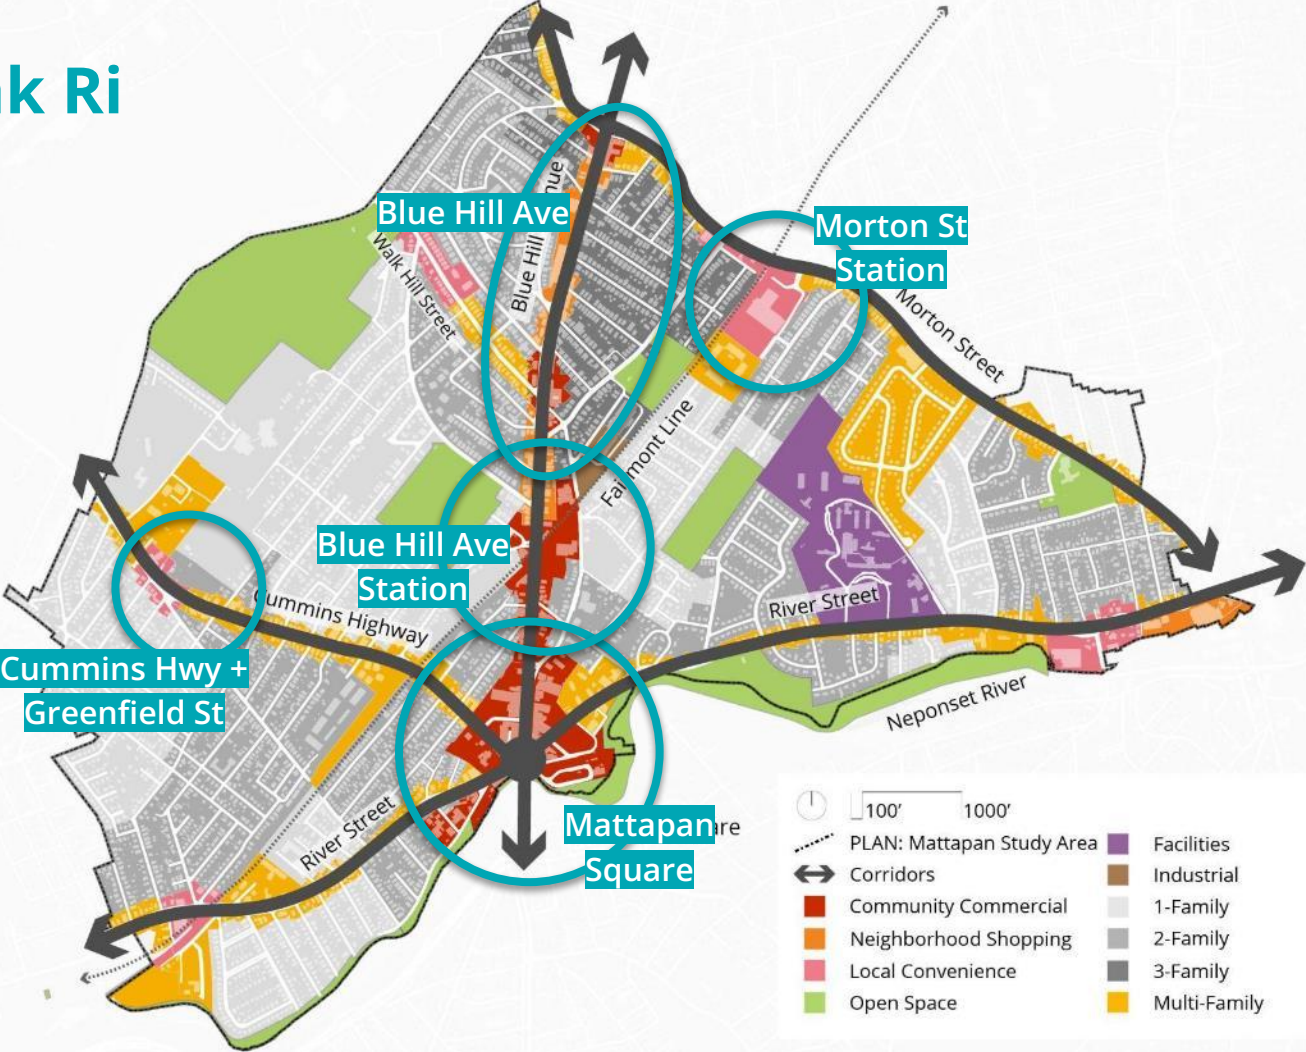 k Ri
Blue Hill Ave
Blue Hill nue
Walk Hill Street
Morton St
Station
Morton Street
Fairmont Line
Blue Hill Ave
Station
Cummins Highway
River Street
Cummins Hwy +
Greenfield St
Neponset River
River Street
Mattapan are
Square
100' 1000'
PLAN: Mattapan Study Area
Corridors
Community Commercial
Neighborhood Shopping
Local Convenience
Open Space
Facilities
Industrial
1-Family
2-Family
3-Family
Multi-Family